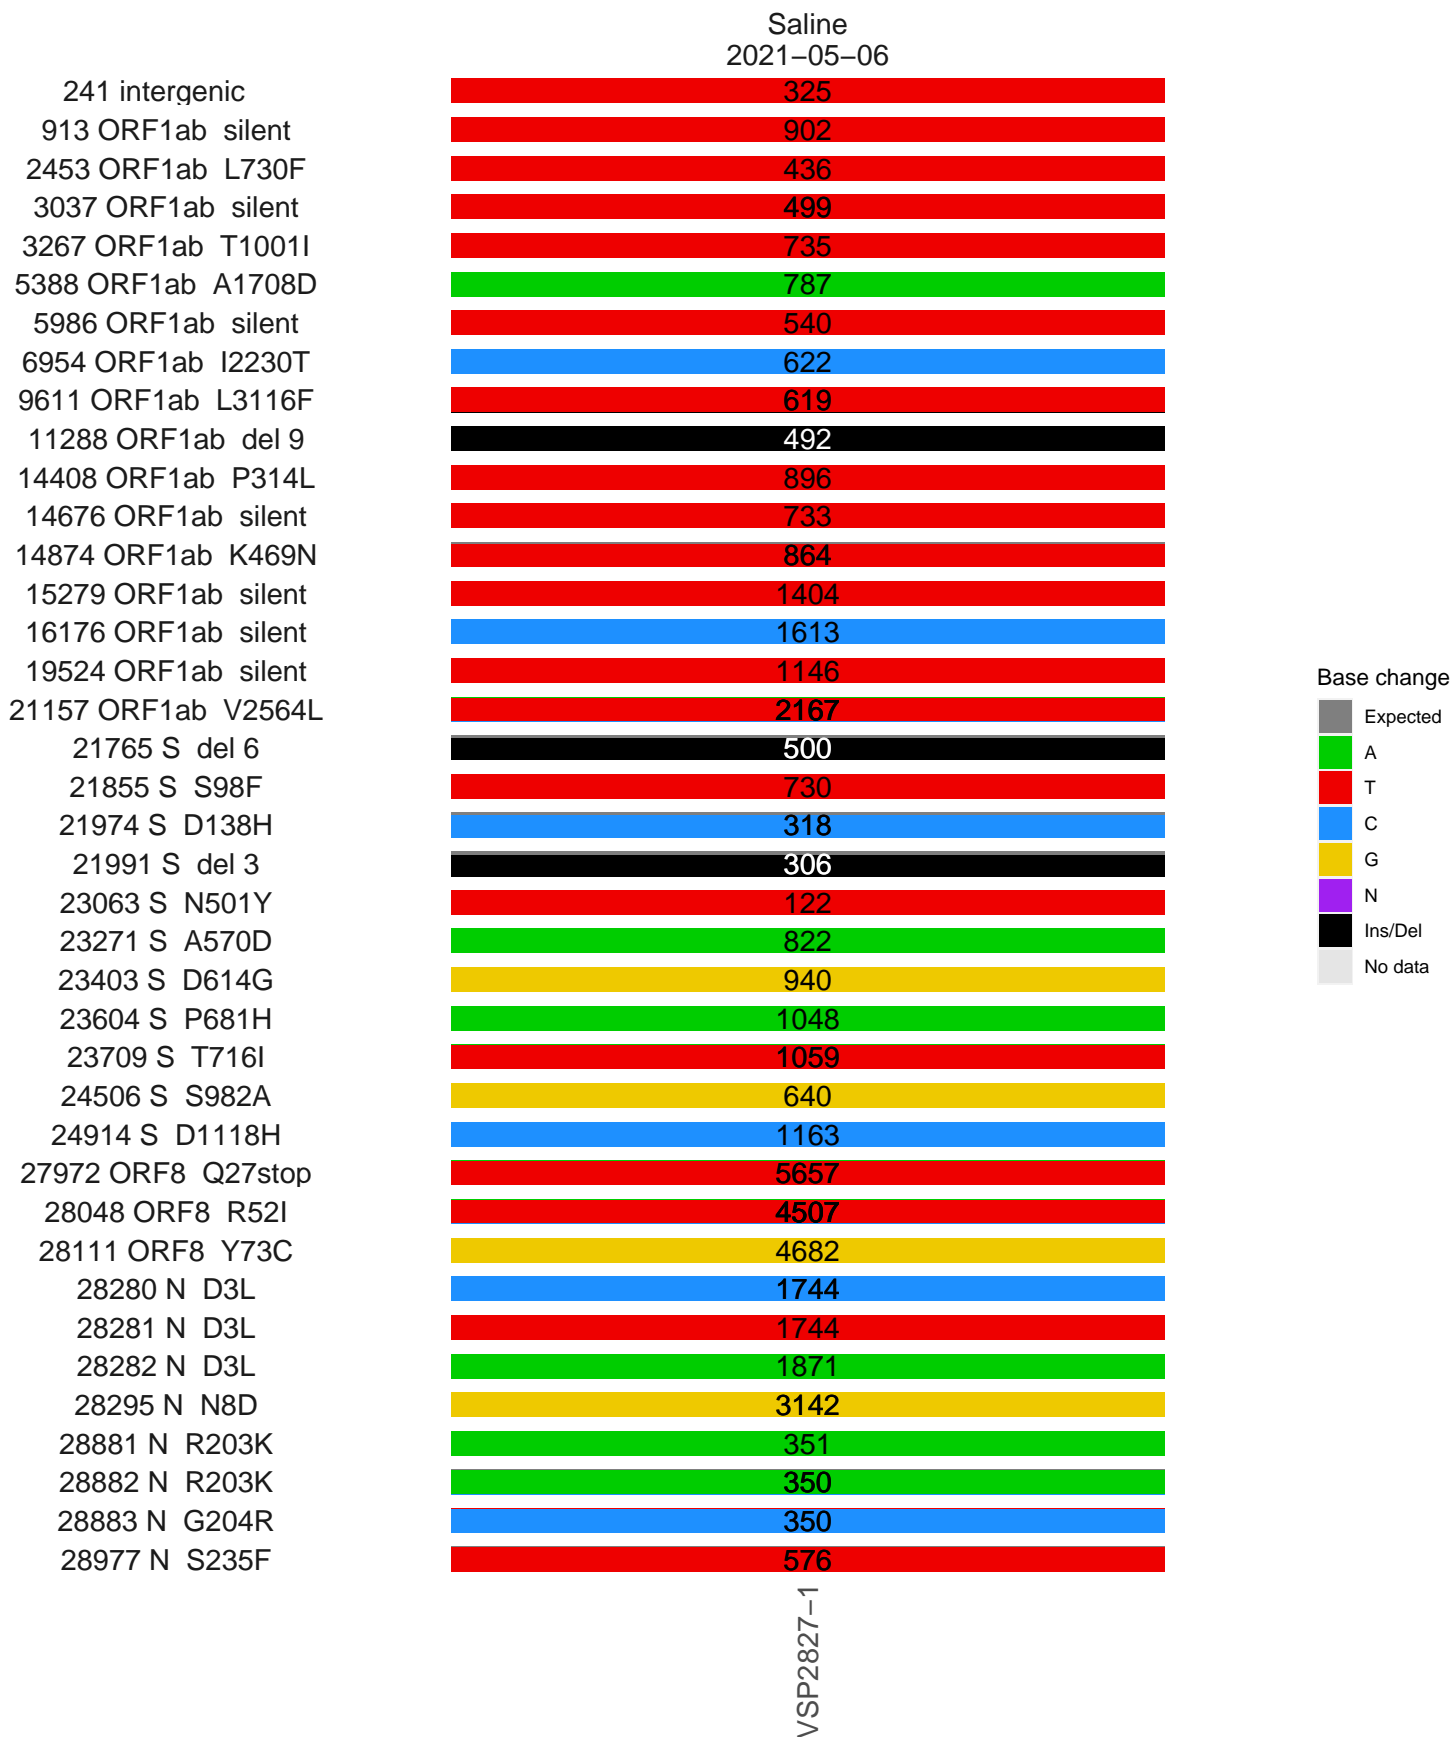 Saline
2021−05−06
241 intergenic 325
913 ORF1ab silent 902
2453 ORF1ab L730F 436
3037 ORF1ab silent 499
3267 ORF1ab T1001I 735
5388 ORF1ab A1708D 787
5986 ORF1ab silent 540
6954 ORF1ab I2230T 622
9611 ORF1ab L3116F 619
11288 ORF1ab del 9 492
14408 ORF1ab P314L 896
14676 ORF1ab silent 733
14874 ORF1ab K469N 864
15279 ORF1ab silent 1404
16176 ORF1ab silent 1613
19524 ORF1ab silent 1146
21157 ORF1ab V2564L 2167
21765 S del 6 500
21855 S S98F 730
21974 S D138H 318
21991 S del 3 306
23063 S N501Y 122
23271 S A570D 822
23403 S D614G 940
23604 S P681H 1048
23709 S T716I 1059
24506 S S982A 640
24914 S D1118H 1163
27972 ORF8 Q27stop 5657
28048 ORF8 R52I 4507
28111 ORF8 Y73C 4682
28280 N D3L 1744
28281 N D3L 1744
28282 N D3L 1871
28295 N N8D 3142
28881 N R203K 351
28882 N R203K 350
28883 N G204R 350
28977 N S235F 576
VSP2827−1
Base change
Expected
A
T
C
G
N
Ins/Del
No data